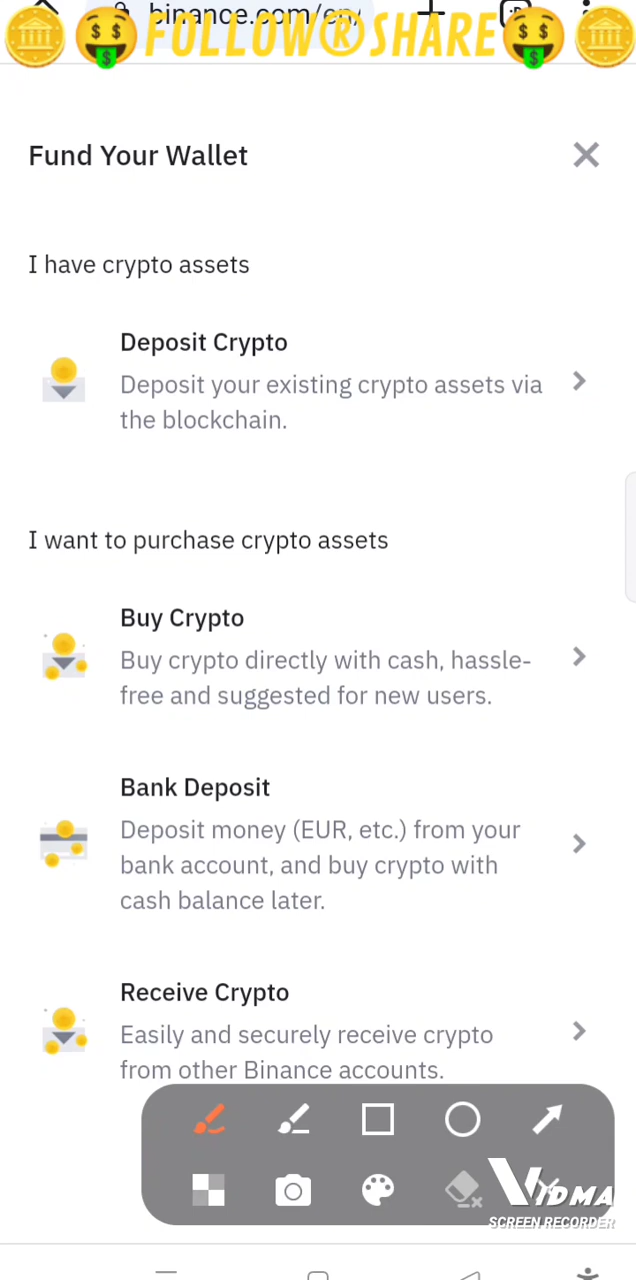 binance.com/en/
FOLLOW®SHARE
Fund Your Wallet
I have crypto assets
Deposit Crypto
Deposit your existing crypto assets via
the blockchain.
I want to purchase crypto assets
Buy Crypto
Buy crypto directly with cash, hassle-
free and suggested for new users.
Bank Deposit
Deposit money (EUR, etc.) from your
bank account, and buy crypto with
cash balance later.
Receive Crypto
Easily and securely receive crypto
from other Binance accounts.
VIDMA
SCREEN RECORDER